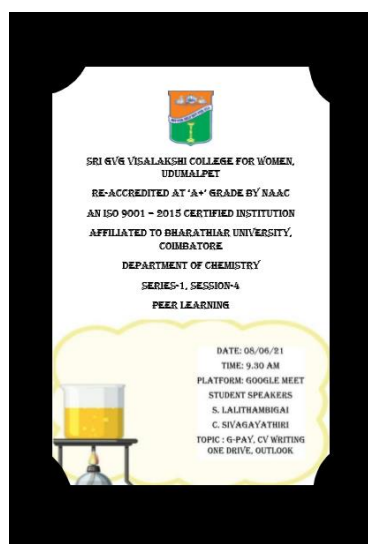 SRI GVG VISALAKSHI COLLEGE FOR WOMEN,
UDUMALPET
RE-ACCREDITED AT 'A+' GRADE BY NAAC
AN ISO 9001 – 2015 CERTIFIED INSTITUTION
AFFILIATED TO BHARATHIAR UNIVERSITY,
COIMBATORE
DEPARTMENT OF CHEMISTRY
SERIES-1, SESSION-4
PEER LEARNING
DATE: 08/06/21
TIME: 9.30 AM
PLATFORM: GOOGLE MEET
STUDENT SPEAKERS
S. LALITHAMBIGAI
C. SIVAGAYATHIRI
TOPIC : G-PAY, CV WRITING
ONE DRIVE, OUTLOOK